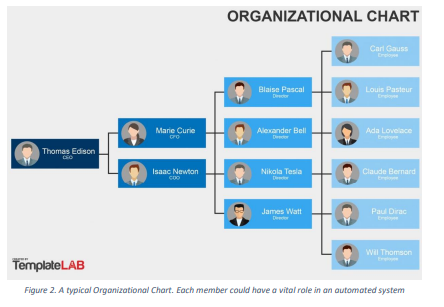 ORGANIZATIONAL CHART
Thomas Edison
CEO
Marie Curie
CFO
Isaac Newton
COO
Blaise Pascal
Director
Alexander Bell
Director
Nikola Tesla
Director
James Watt
Director
Carl Gauss
Employee
Louis Pasteur
Employee
Ada Lovelace
Employee
Claude Bernard
Employee
Paul Dirac
Employee
Will Thomson
Employee
CREATED BY
TemplateLAB
Figure 2. A typical Organizational Chart. Each member could have a vital role in an automated system